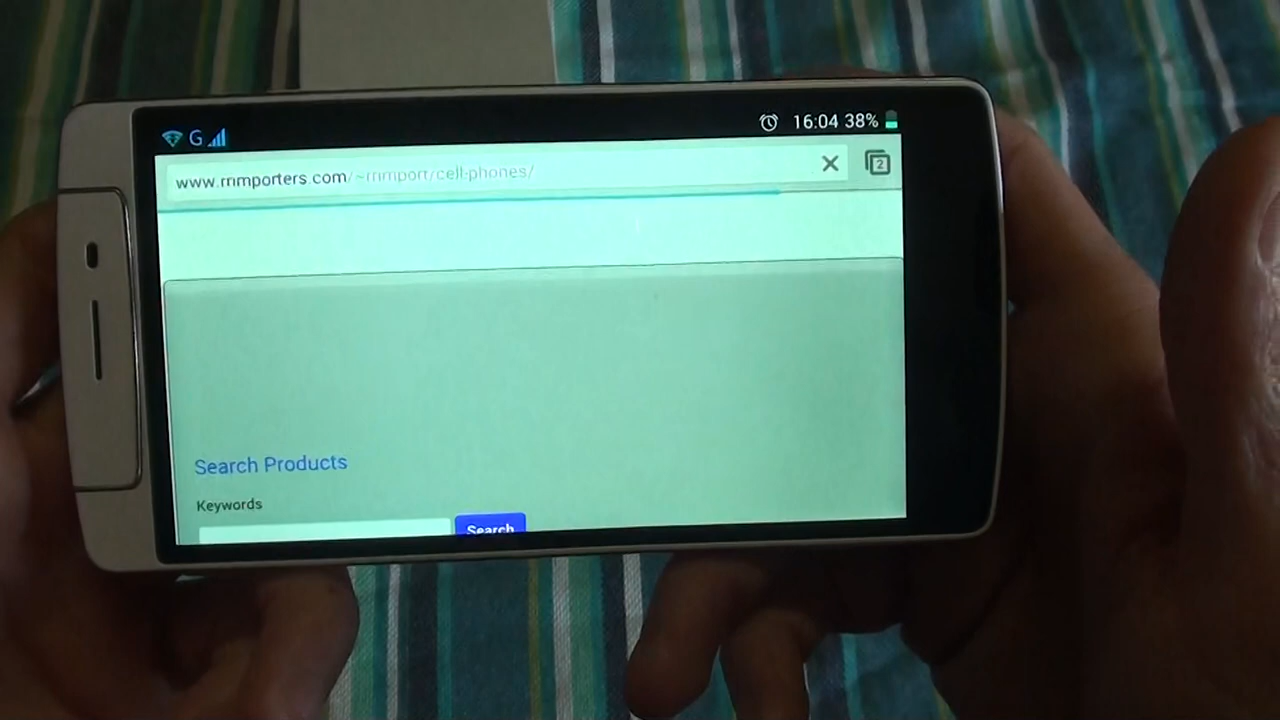 G
16:04 38%
www.rnmporters.com/~rnmport/cell-phones/
2
Search Products
Keywords
Search